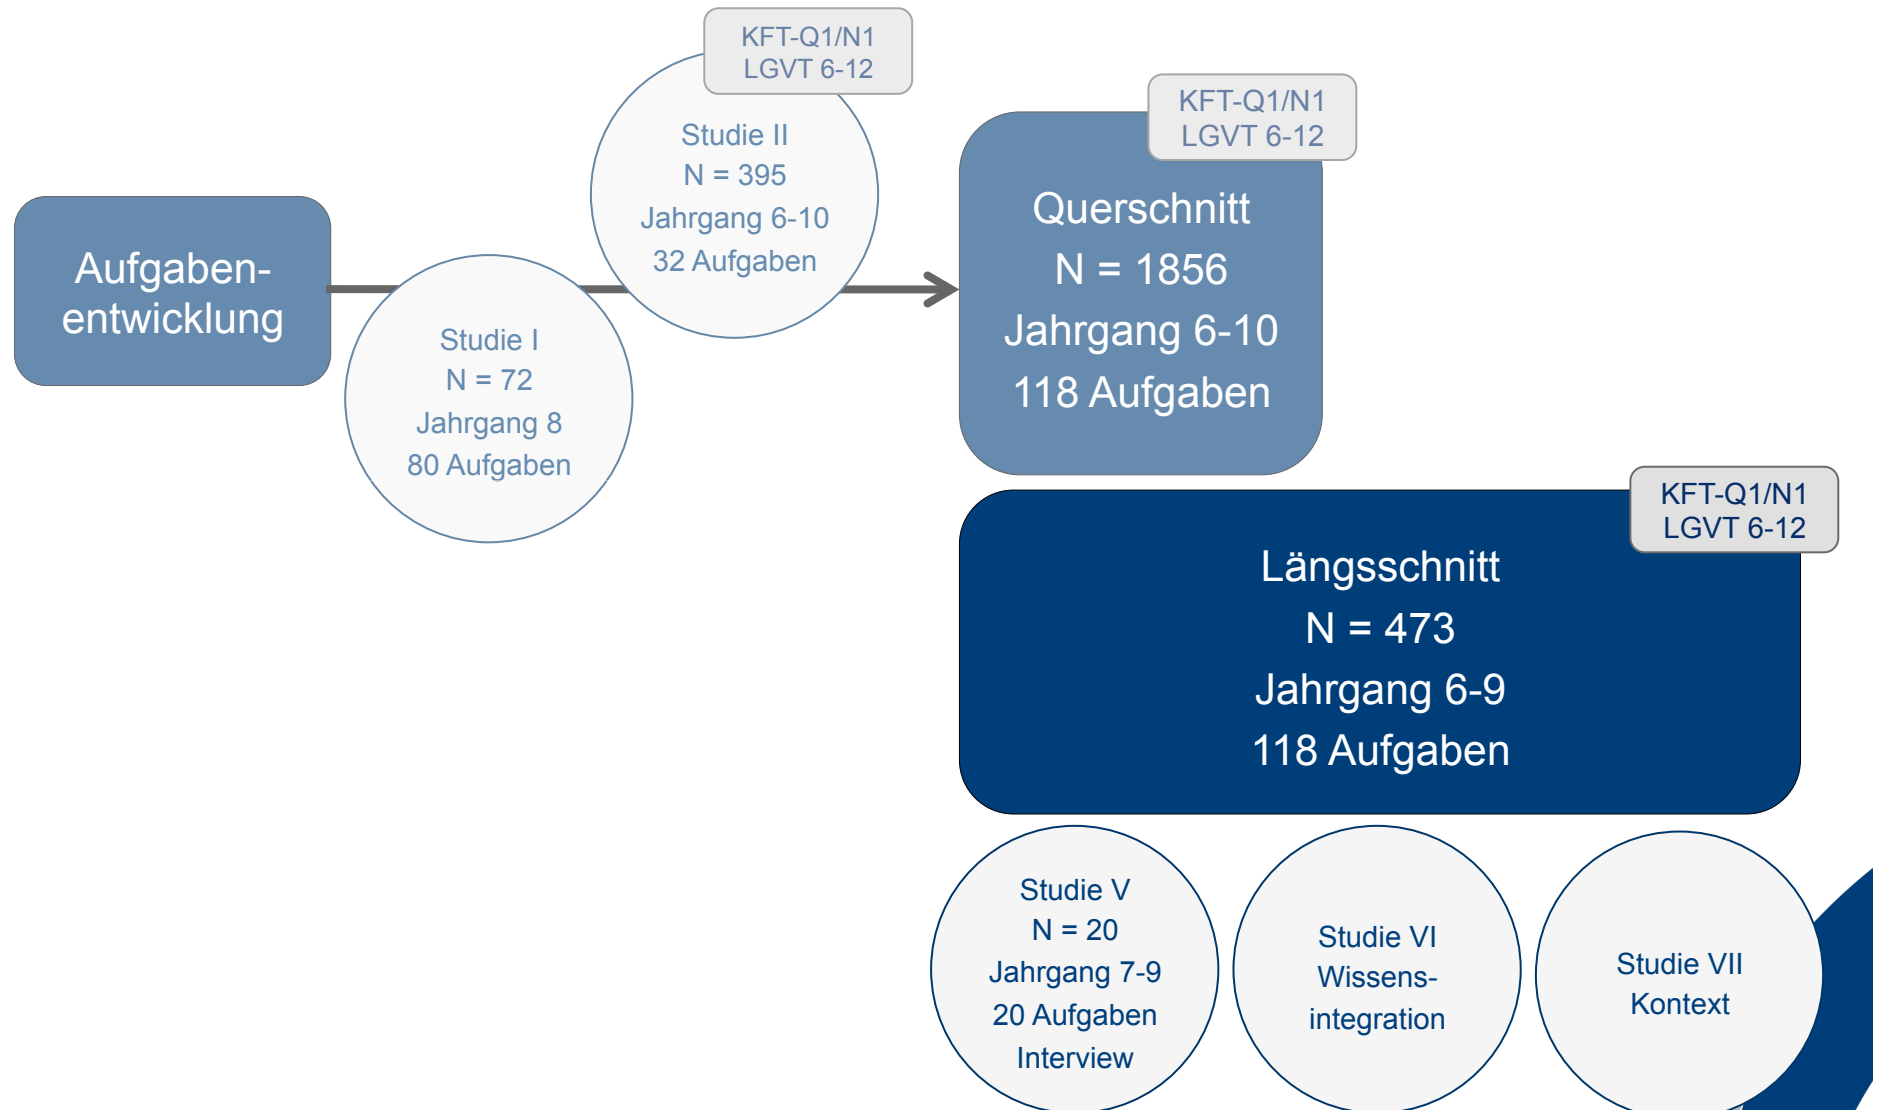 Aufgaben-
entwicklung
Studie I
N = 72
Jahrgang 8
80 Aufgaben
KFT-Q1/N1
LGVT 6-12
Studie II
N = 395
Jahrgang 6-10
32 Aufgaben
KFT-Q1/N1
LGVT 6-12
Querschnitt
N = 1856
Jahrgang 6-10
118 Aufgaben
KFT-Q1/N1
LGVT 6-12
Längsschnitt
N = 473
Jahrgang 6-9
118 Aufgaben
Studie V
N = 20
Jahrgang 7-9
20 Aufgaben
Interview
Studie VI
Wissens-
integration
Studie VII
Kontext